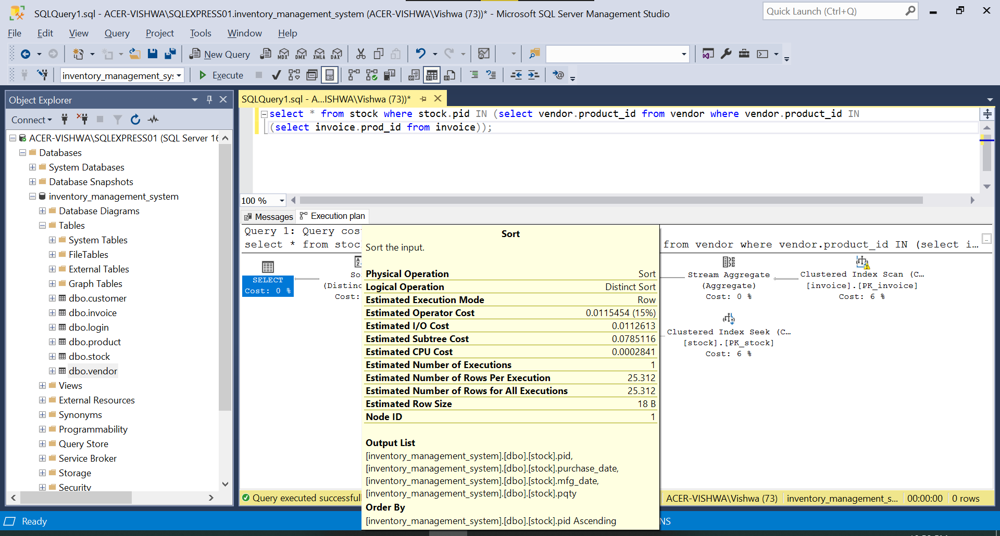 SQLQuery1.sql - ACER-VISHWA\SQLEXPRESS01.inventory_management_system (ACER-VISHWA\Vishwa (73))* - Microsoft SQL Server Management Studio
Quick Launch (Ctrl+Q)
File Edit View Query Project Tools Window Help
New Query MDX DMX XMLA DAX
inventory_management_sys
Execute
Object Explorer
Connect
ACER-VISHWA\SQLEXPRESS01 (SQL Server 16
Databases
System Databases
Database Snapshots
inventory_management_system
Database Diagrams
Tables
System Tables
FileTables
External Tables
Graph Tables
dbo.customer
dbo.invoice
dbo.login
dbo.product
dbo.stock
dbo.vendor
Views
External Resources
Synonyms
Programmability
Query Store
Service Broker
Storage
Security
SQLQuery1.sql - A...ISHWA\Vishwa (73))*
select * from stock where stock.pid IN (select vendor.product_id from vendor where vendor.product_id IN
(select invoice.prod_id from invoice));
100 %
Messages
Execution plan
Query 1: Query cos
select * from stoc
from vendor where vendor.product_id IN (select i...
SELECT
Cost: 0 %
So
(Distinc
Cost:
Stream Aggregate
(Aggregate)
Cost: 0 %
Clustered Index Scan (C...
[invoice].[PK_invoice]
Cost: 6 %
Clustered Index Seek (C...
[stock].[PK_stock]
Cost: 6 %
Sort
Sort the input.
Physical Operation Sort
Logical Operation Distinct Sort
Estimated Execution Mode Row
Estimated Operator Cost 0.0115454 (15%)
Estimated I/O Cost 0.0112613
Estimated Subtree Cost 0.0785116
Estimated CPU Cost 0.0002841
Estimated Number of Executions 1
Estimated Number of Rows Per Execution 25.312
Estimated Number of Rows for All Executions 25.312
Estimated Row Size 18 B
Node ID 1
Output List
[inventory_management_system].[dbo].[stock].pid,
[inventory_management_system].[dbo].[stock].purchase_date,
[inventory_management_system].[dbo].[stock].mfg_date,
[inventory_management_system].[dbo].[stock].pqty
Order By
[inventory_management_system].[dbo].[stock].pid Ascending
Query executed successful
ACER-VISHWA\Vishwa (73) inventory_management_s... 00:00:00 0 rows
Ready
NS